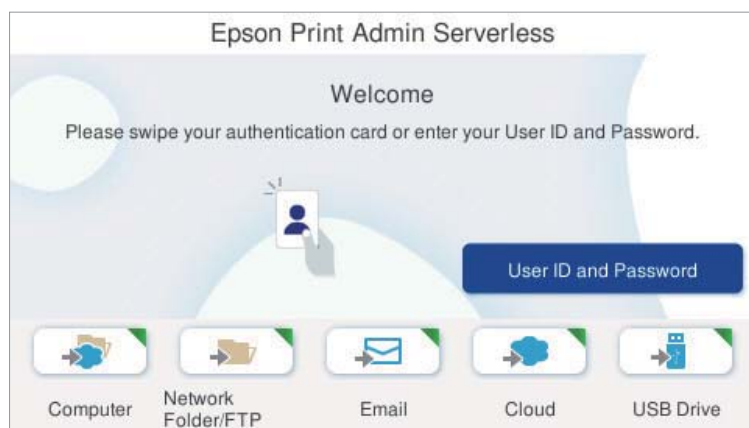 Epson Print Admin Serverless
Welcome
Please swipe your authentication card or enter your User ID and Password.
User ID and Password
Computer
Network
Folder/FTP
Email
Cloud
USB Drive